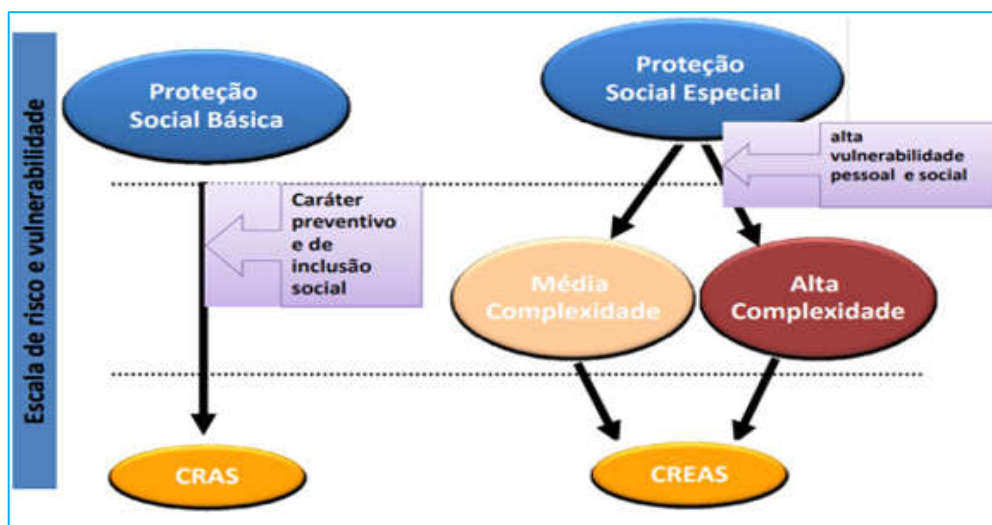 Escala de risco e vulnerabilidade
Proteção
Social Básica
Proteção
Social Especial
alta
vulnerabilidade
pessoal e social
Caráter
preventivo
e de
inclusão
social
Média
Complexidade
Alta
Complexidade
CRAS
CREAS